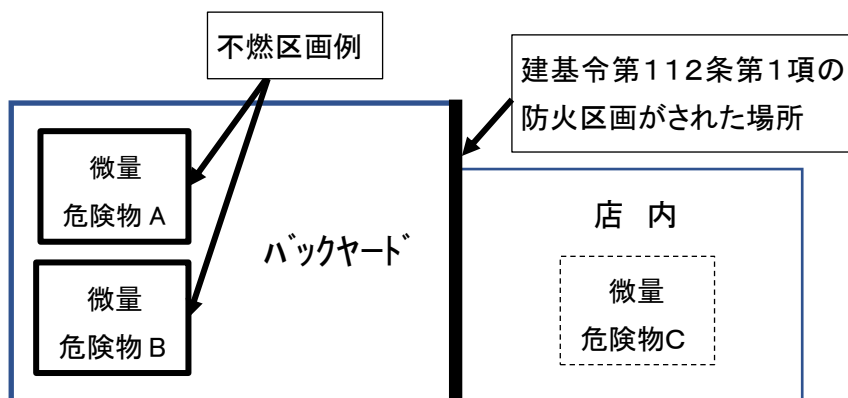 不燃区画例
建基令第112条第1項の
防火区画がされた場所
微量
危険物A
バックヤード
店 内
微量
危険物B
微量
危険物C